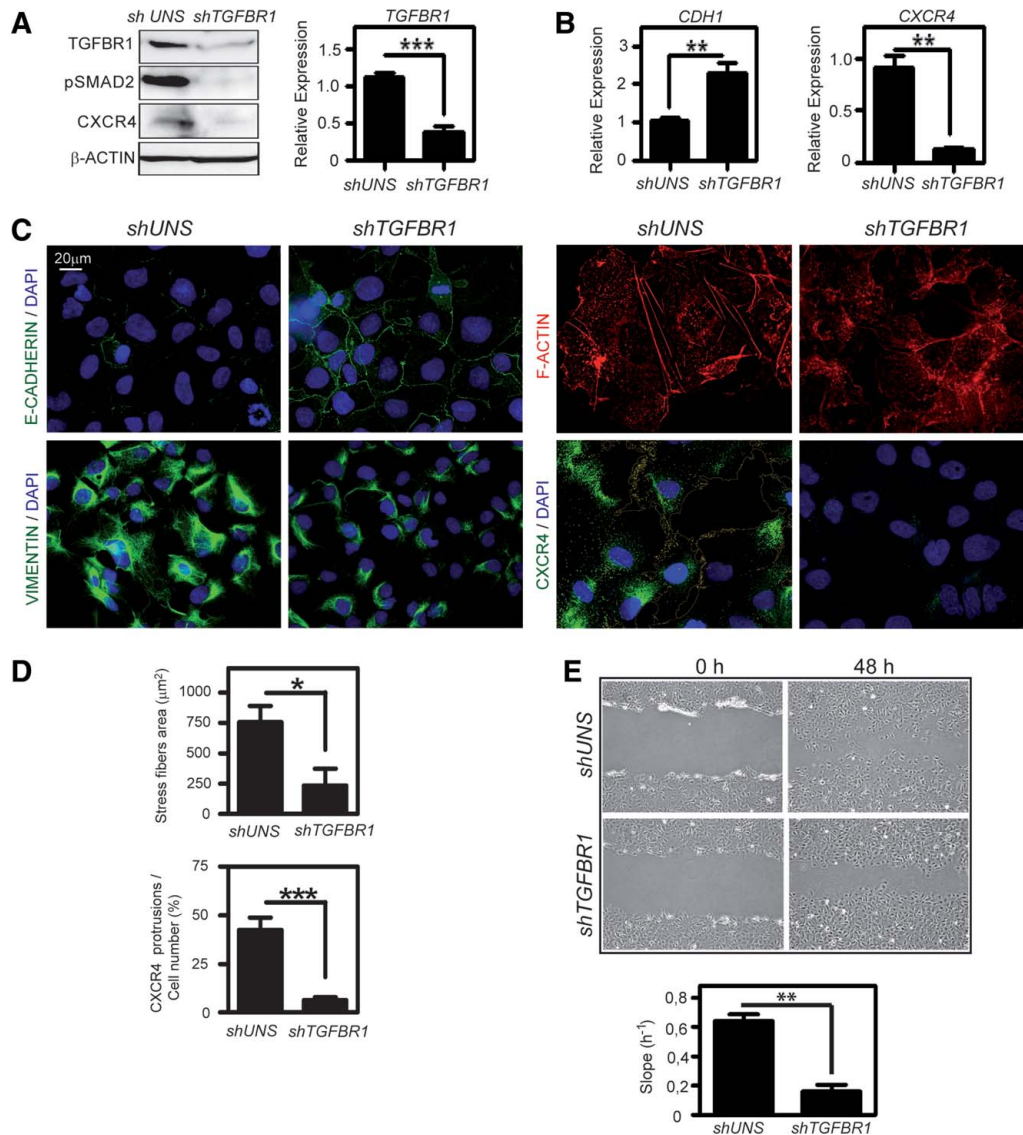 A
sh UNS shTGFBR1
TGFBR1
pSMAD2
CXCR4
β-ACTIN
TGFBR1
Relative Expression
1.5
1.0
0.5
0
***
shUNS shTGFBR1
B
CDH1
Relative Expression
3
2
1
0
**
shUNS shTGFBR1
CXCR4
Relative Expression
1.0
0.5
0
**
shUNS shTGFBR1
C
shUNS shTGFBR1 shUNS shTGFBR1
20μm
E-CADHERIN / DAPI
F-ACTIN
VIMENTIN / DAPI
CXCR4 / DAPI
D
Stress fibers area (μm²)
1000
750
500
250
0
*
shUNS shTGFBR1
CXCR4 protrusions /
Cell number (%)
75
50
25
0
***
shUNS shTGFBR1
E
0 h 48 h
shUNS
shTGFBR1
Slope (h⁻¹)
0,8
0,6
0,4
0,2
0
**
shUNS shTGFBR1